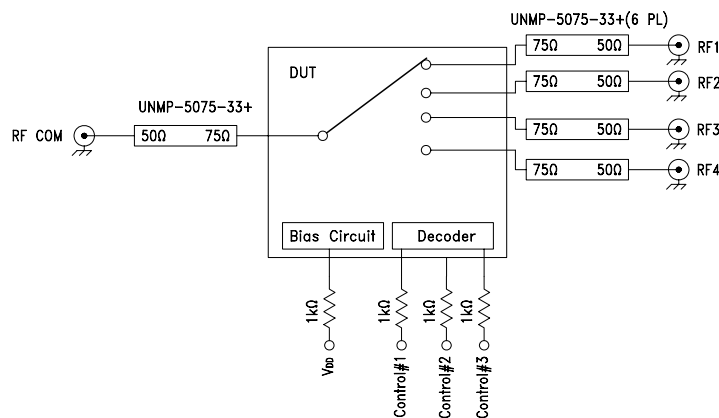 UNMP-5075-33+(6 PL)
75Ω 50Ω RF1
DUT
75Ω 50Ω RF2
UNMP-5075-33+
75Ω 50Ω RF3
RF COM 50Ω 75Ω
75Ω 50Ω RF4
Bias Circuit Decoder
1kΩ 1kΩ 1kΩ 1kΩ
VDD Control#1 Control#2 Control#3